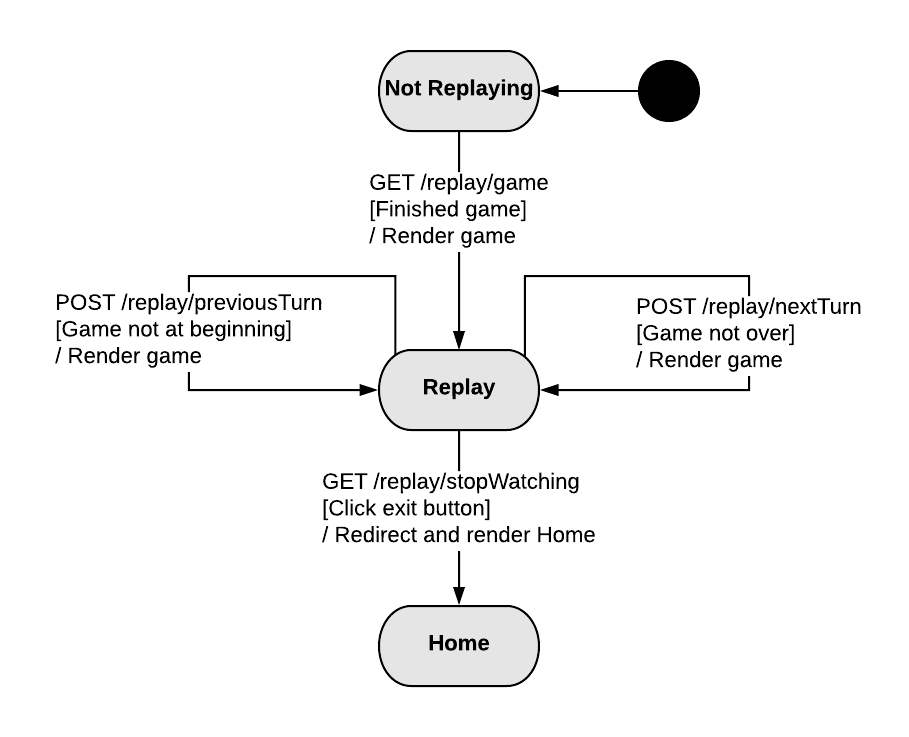 Not Replaying
GET /replay/game
[Finished game]
/ Render game
POST /replay/previousTurn
[Game not at beginning]
/ Render game
POST /replay/nextTurn
[Game not over]
/ Render game
Replay
GET /replay/stopWatching
[Click exit button]
/ Redirect and render Home
Home